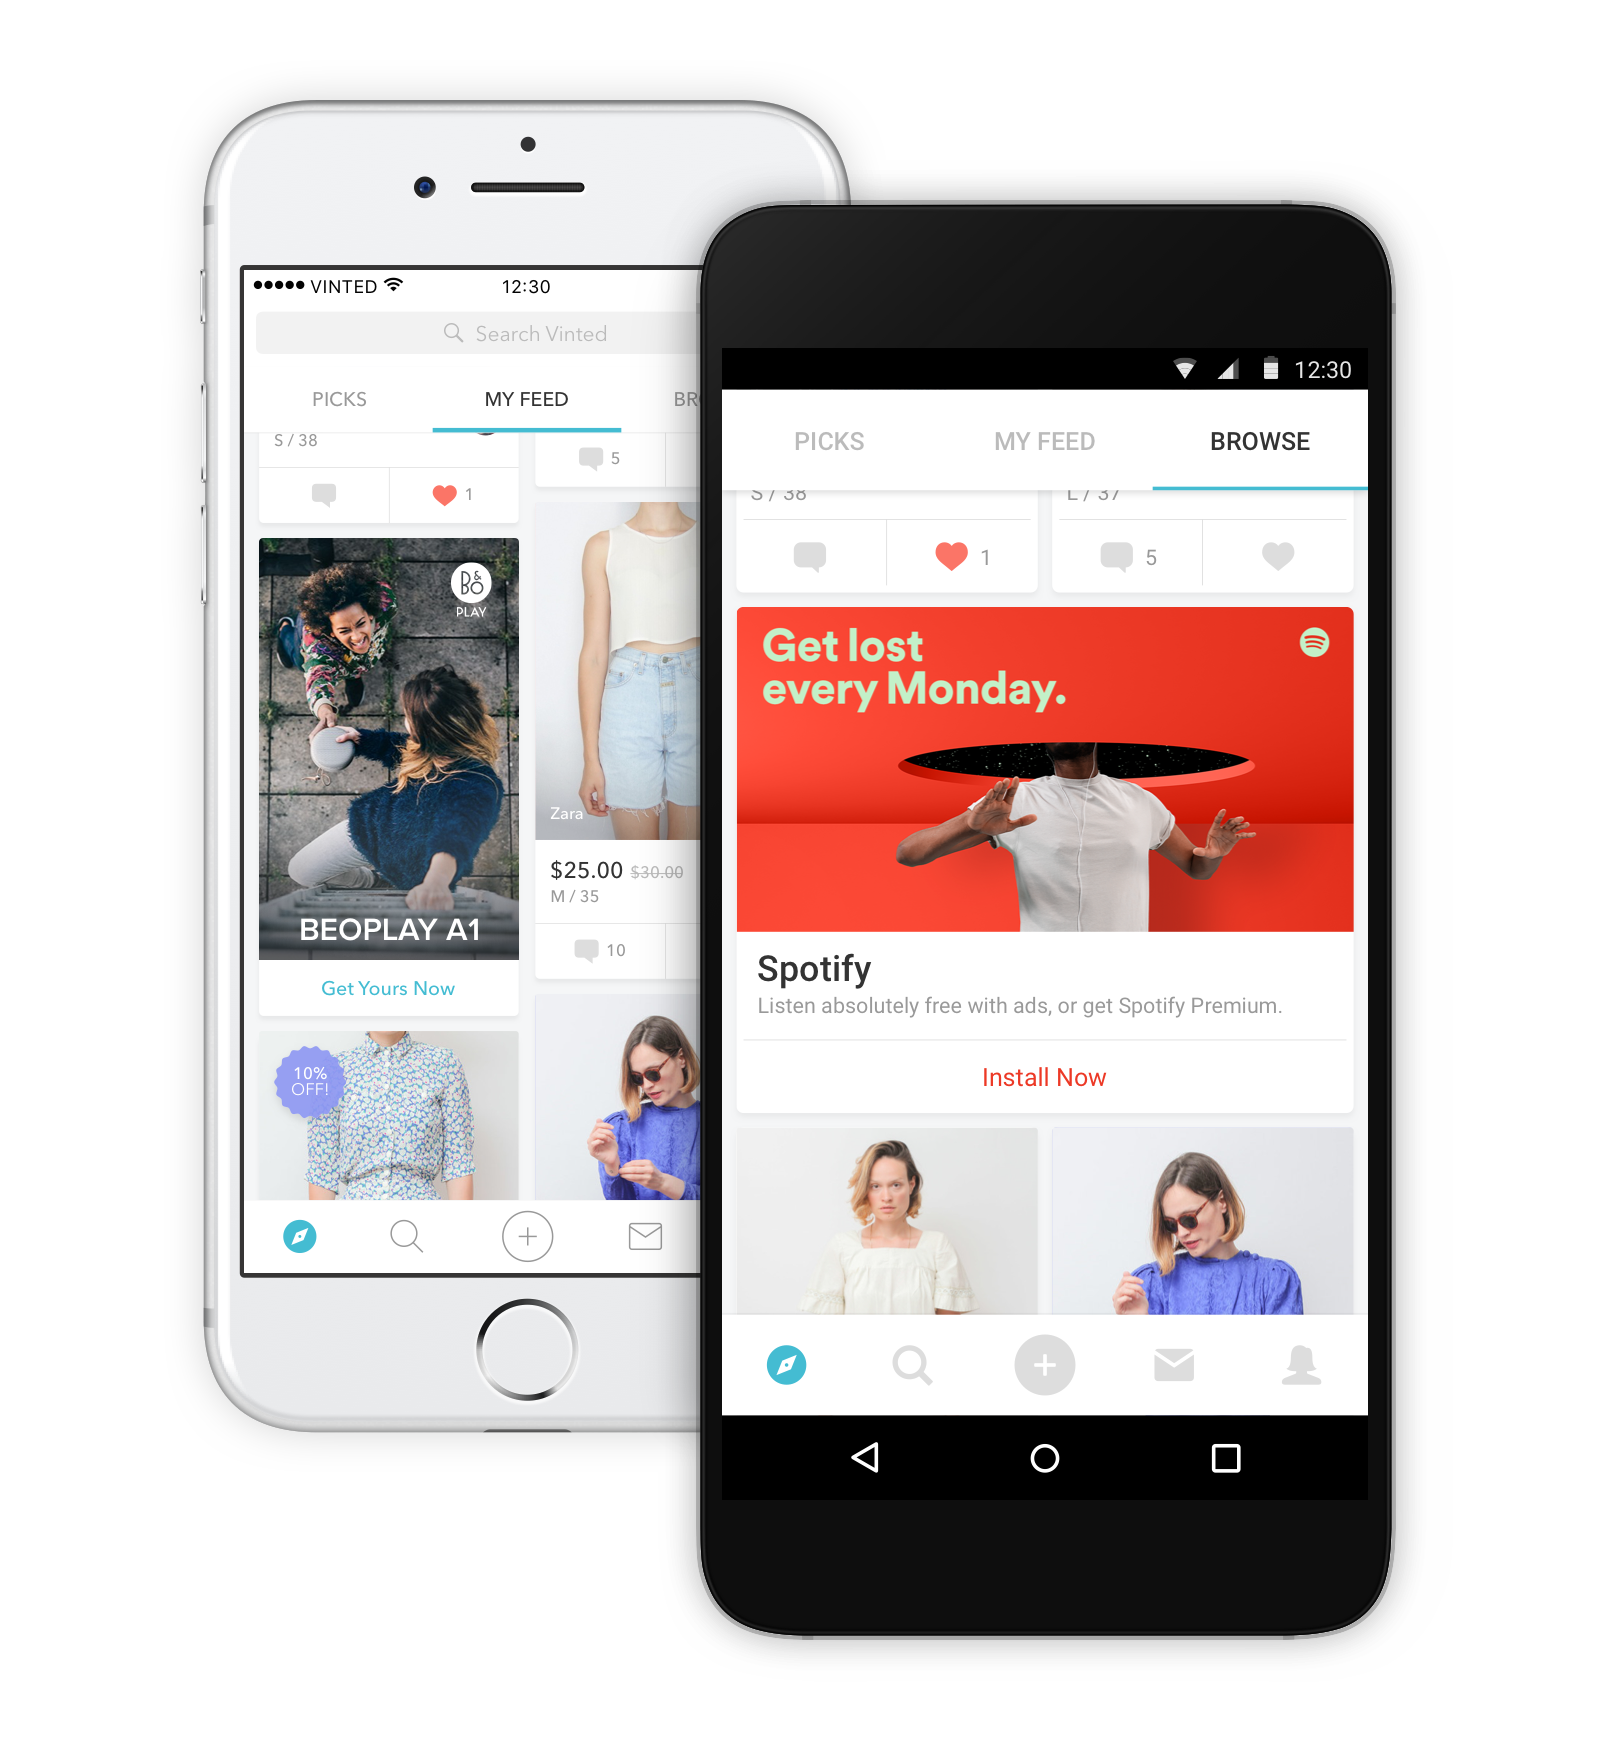 VINTED
12:30
Search Vinted
PICKS
MY FEED
S / 38
1
5
B&O
PLAY
BEOPLAY A1
Get Yours Now
Zara
$25.00 $30.00
M / 35
10
10%
OFF!
12:30
PICKS
MY FEED
BROWSE
S / 38
L / 37
1
5
Get lost
every Monday.
Spotify
Listen absolutely free with ads, or get Spotify Premium.
Install Now